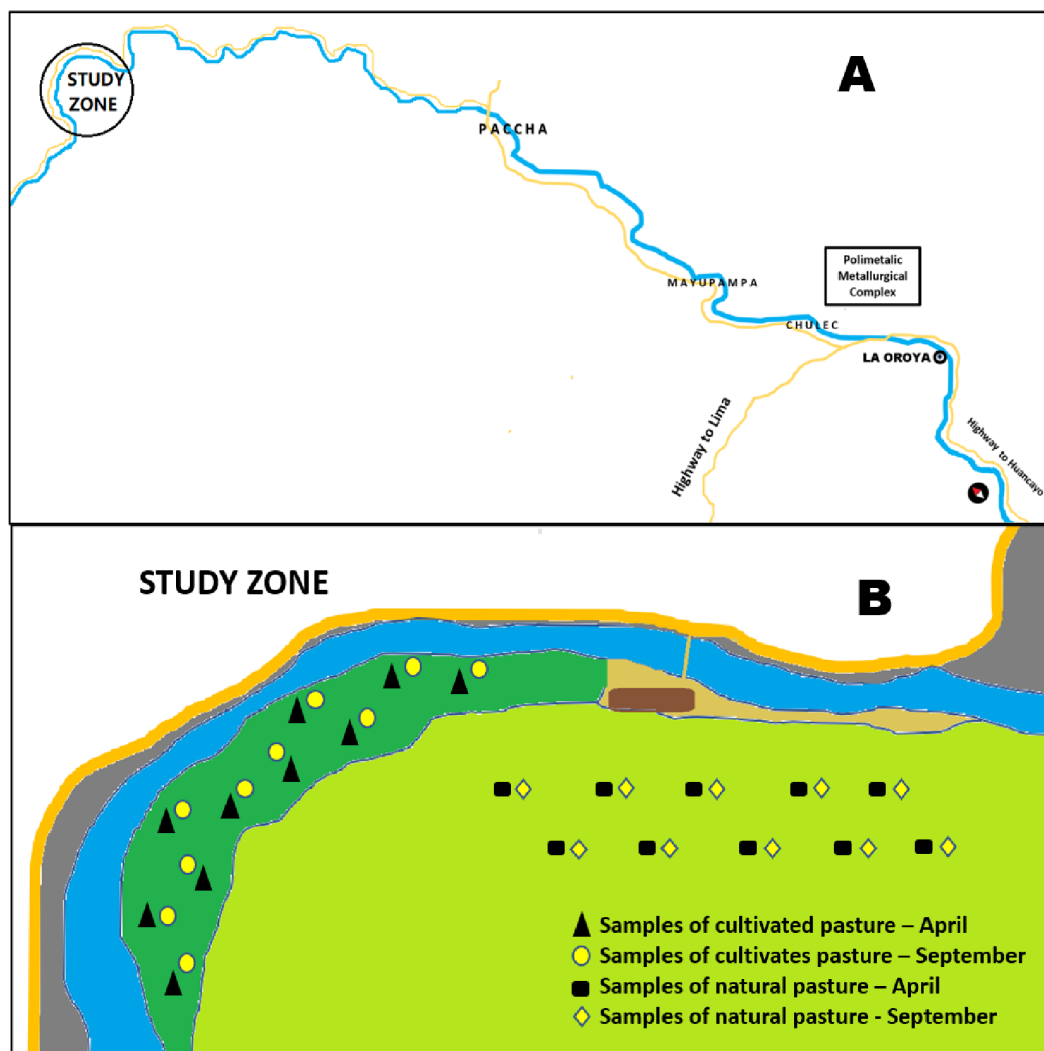 A
STUDY
ZONE
PACCHA
Polimetalic
Metallurgical
Complex
MAYUPAMPA
CHULEC
LA OROYA
Highway to Lima
Highway to Huancayo
STUDY ZONE
B
Samples of cultivated pasture – April
Samples of cultivates pasture – September
Samples of natural pasture – April
Samples of natural pasture - September